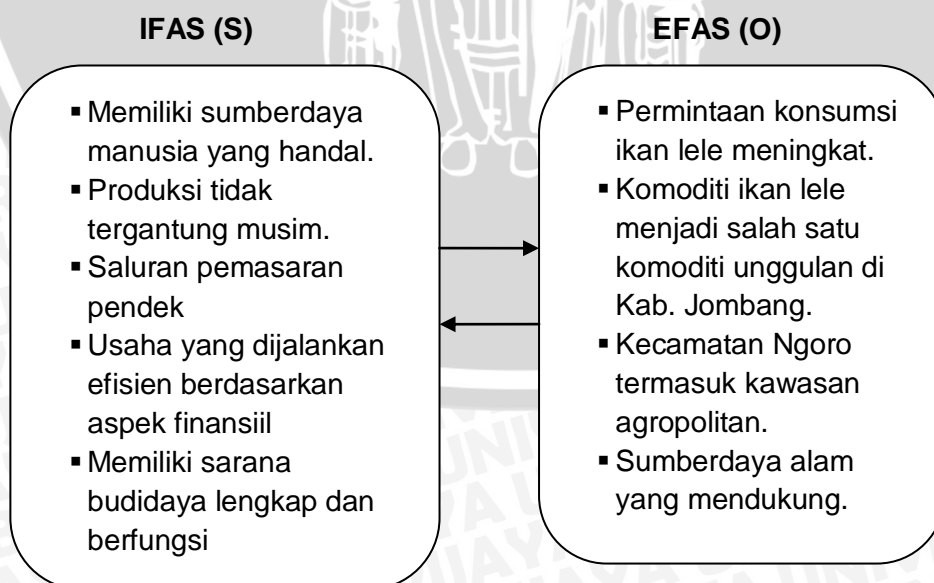 IFAS (S)
▪ Memiliki sumberdaya
manusia yang handal.
▪ Produksi tidak
tergantung musim.
▪ Saluran pemasaran
pendek
▪ Usaha yang dijalankan
efisien berdasarkan
aspek finansiil
▪ Memiliki sarana
budidaya lengkap dan
berfungsi
EFAS (O)
▪ Permintaan konsumsi
ikan lele meningkat.
▪ Komoditi ikan lele
menjadi salah satu
komoditi unggulan di
Kab. Jombang.
▪ Kecamatan Ngoro
termasuk kawasan
agropolitan.
▪ Sumberdaya alam
yang mendukung.